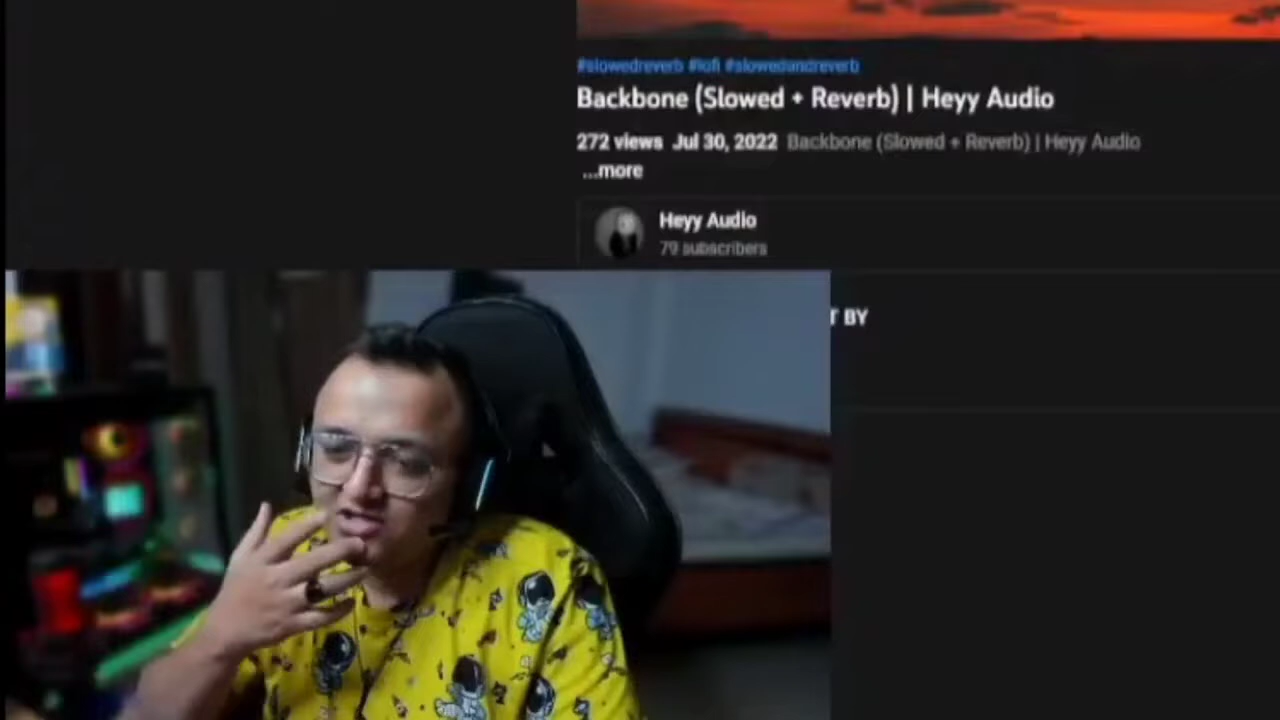 #slowedreverb #lofi #slowedandreverb
Backbone (Slowed + Reverb) | Heyy Audio
272 views Jul 30, 2022 Backbone (Slowed + Reverb) | Heyy Audio
...more
Heyy Audio
79 subscribers
T BY